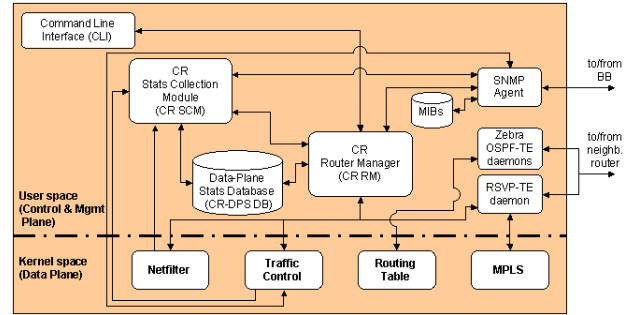 Command Line
Interface (CLI)
CR
Stats Collection
Module
(CR SCM)
SNMP
Agent
to/from
BB
MIBs
CR
Router Manager
(CR RM)
Zebra
OSPF-TE
daemons
to/from
neighb.
router
Data-Plane
Stats Database
(CR-DPS DB)
RSVP-TE
daemon
User space
(Control & Mgmt
Plane)
Kernel space
(Data Plane)
Netfilter
Traffic
Control
Routing
Table
MPLS